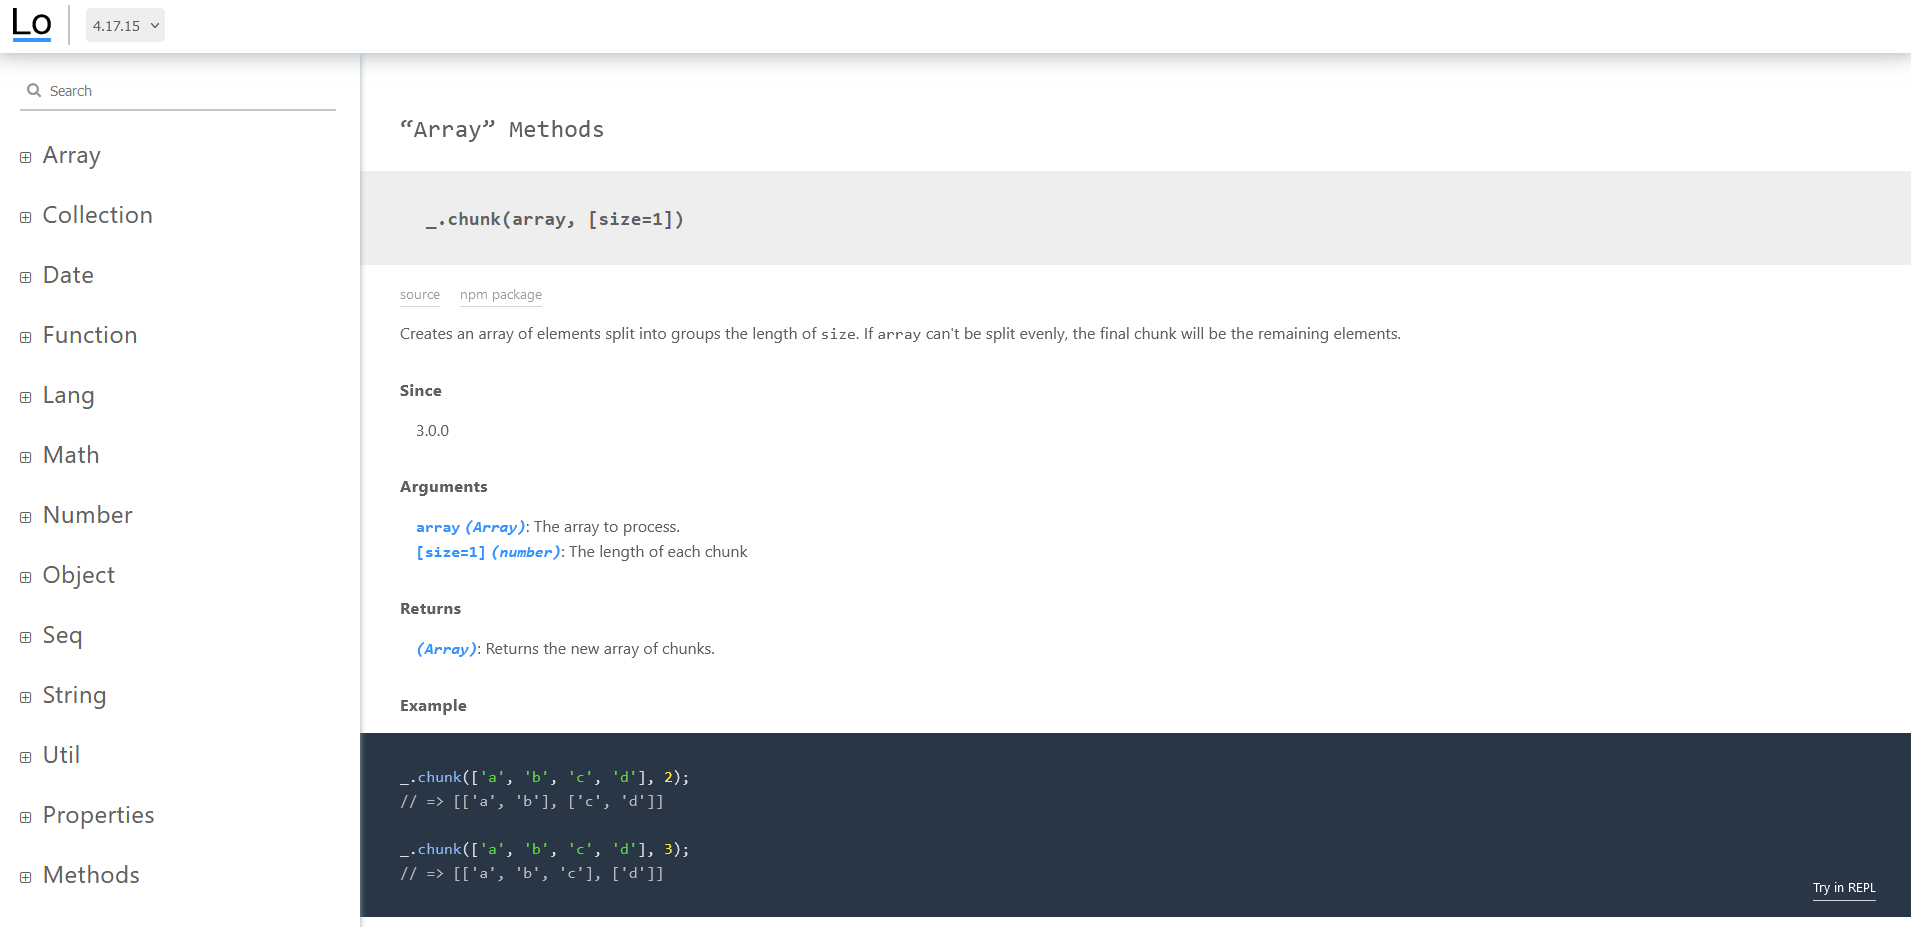 Lo
4.17.15
Search
Array
Collection
Date
Function
Lang
Math
Number
Object
Seq
String
Util
Properties
Methods
“Array” Methods
_.chunk(array, [size=1])
source npm package
Creates an array of elements split into groups the length of size. If array can't be split evenly, the final chunk will be the remaining elements.
Since
3.0.0
Arguments
array (Array): The array to process.
[size=1] (number): The length of each chunk
Returns
(Array): Returns the new array of chunks.
Example
_.chunk(['a', 'b', 'c', 'd'], 2);
// => [['a', 'b'], ['c', 'd']]
_.chunk(['a', 'b', 'c', 'd'], 3);
// => [['a', 'b', 'c'], ['d']]
Try in REPL